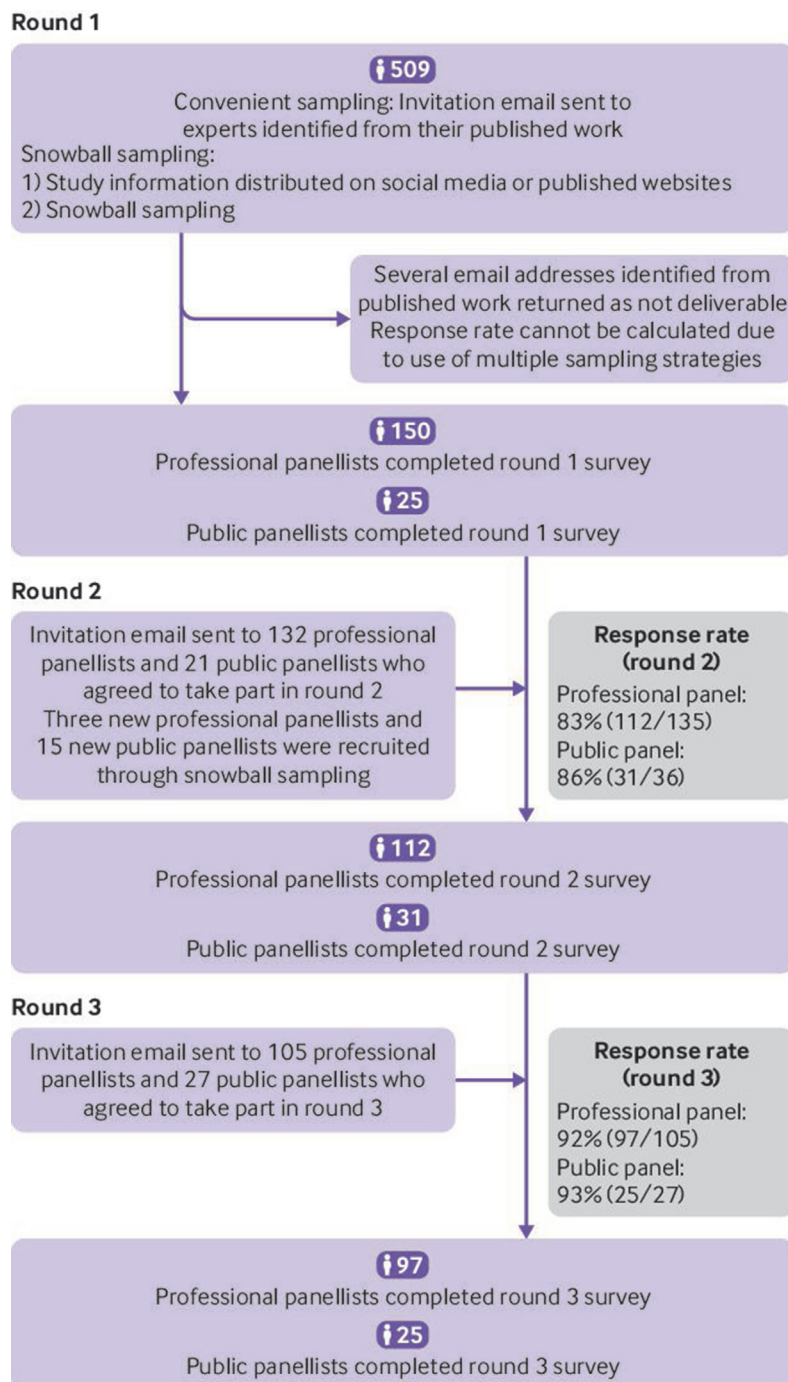 Round 1
509
Convenient sampling: Invitation email sent to
experts identified from their published work
Snowball sampling:
1) Study information distributed on social media or published websites
2) Snowball sampling
Several email addresses identified from
published work returned as not deliverable
Response rate cannot be calculated due
to use of multiple sampling strategies
150
Professional panellists completed round 1 survey
25
Public panellists completed round 1 survey
Round 2
Invitation email sent to 132 professional
panellists and 21 public panellists who
agreed to take part in round 2
Three new professional panellists and
15 new public panellists were recruited
through snowball sampling
Response rate
(round 2)
Professional panel:
83% (112/135)
Public panel:
86% (31/36)
112
Professional panellists completed round 2 survey
31
Public panellists completed round 2 survey
Round 3
Invitation email sent to 105 professional
panellists and 27 public panellists who
agreed to take part in round 3
Response rate
(round 3)
Professional panel:
92% (97/105)
Public panel:
93% (25/27)
97
Professional panellists completed round 3 survey
25
Public panellists completed round 3 survey